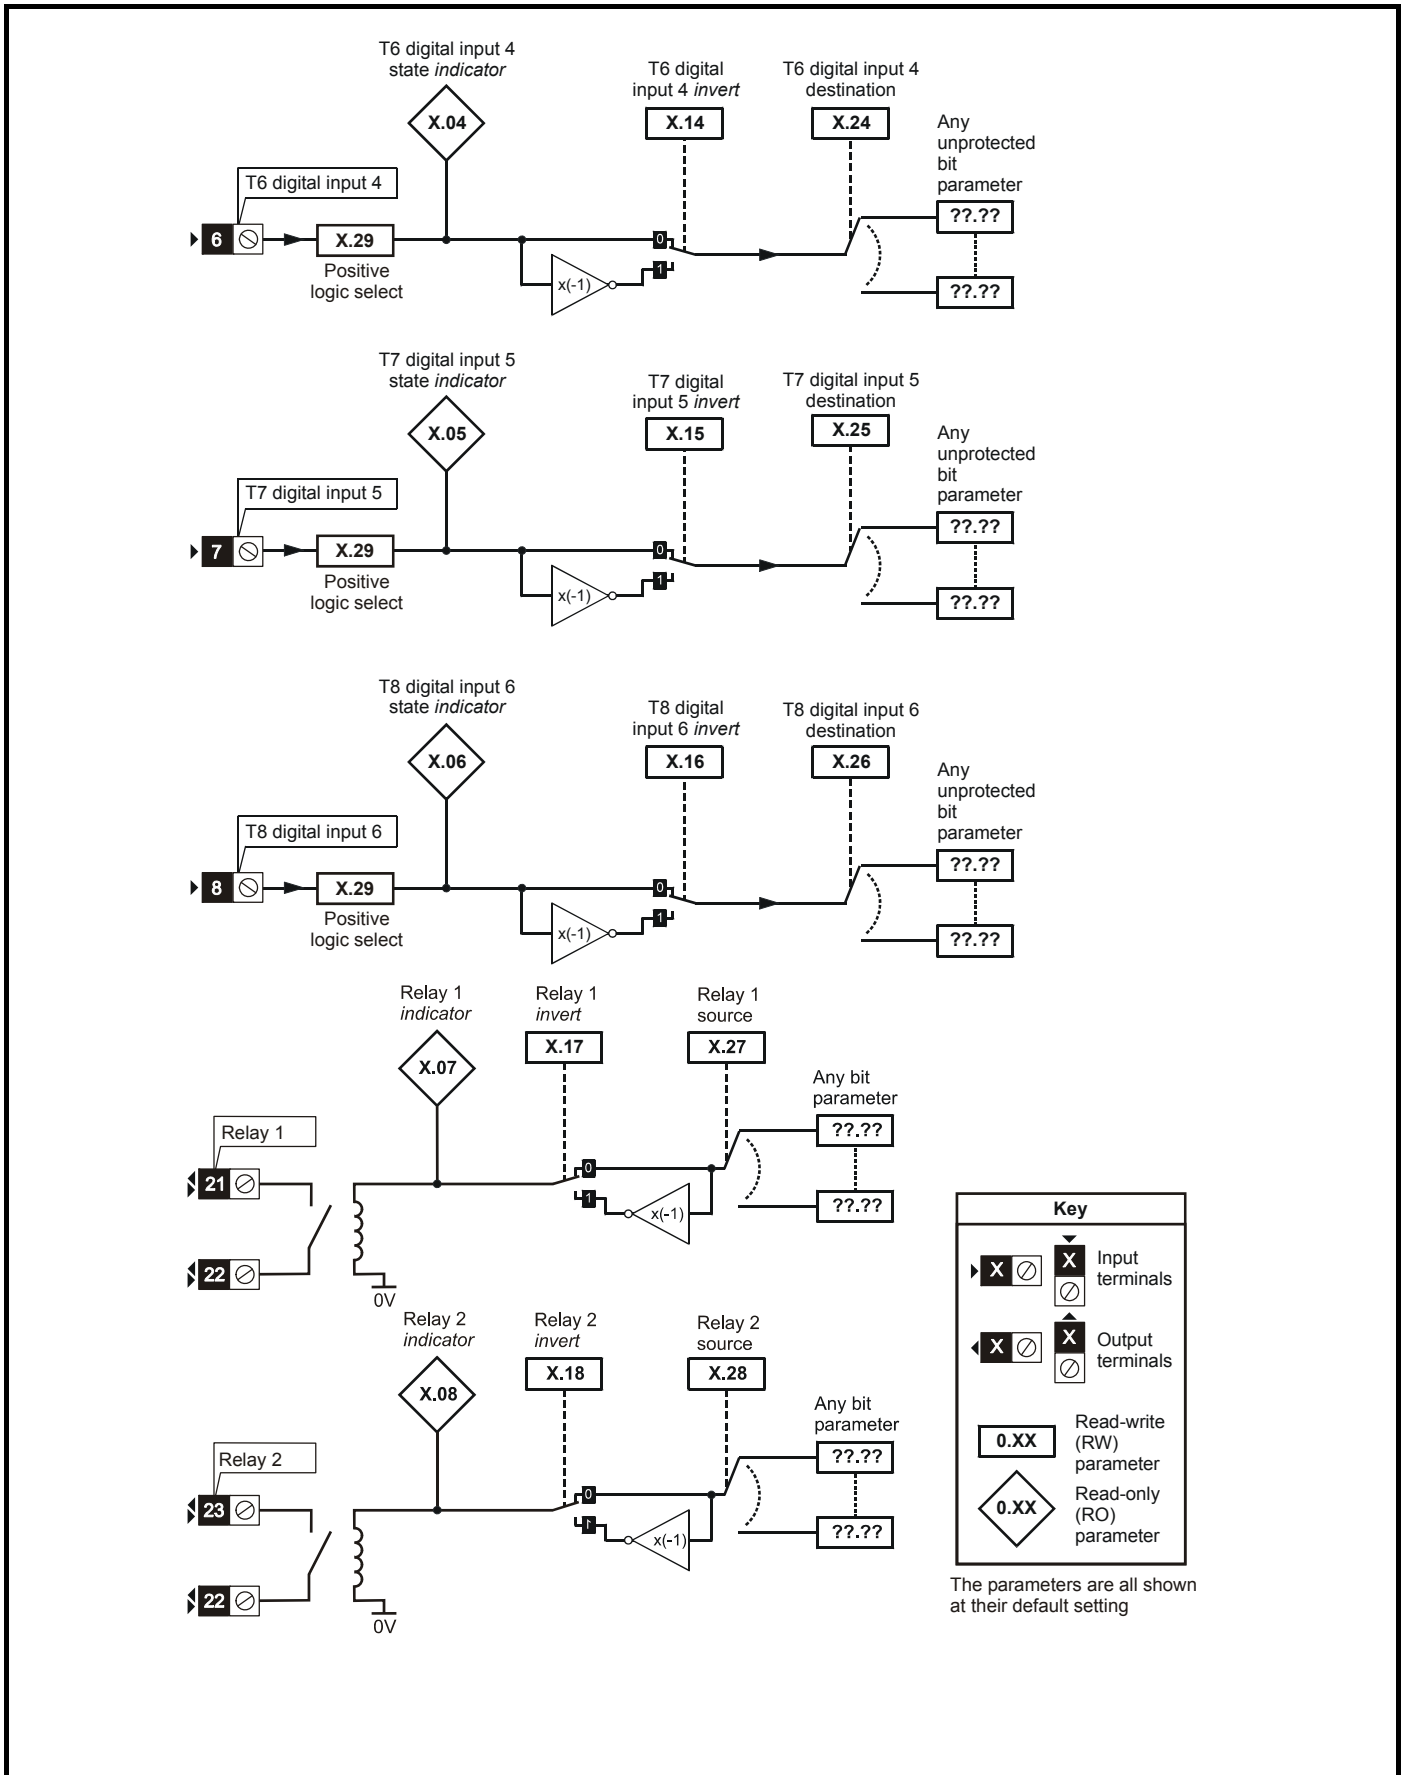 T6 digital input 4
state indicator
X.04
T6 digital
input 4 invert
X.14
T6 digital input 4
destination
X.24
Any
unprotected
bit
parameter
??.??
??.??
T6 digital input 4
6
X.29
Positive
logic select
x(-1)
0
1
T7 digital input 5
state indicator
X.05
T7 digital
input 5 invert
X.15
T7 digital input 5
destination
X.25
Any
unprotected
bit
parameter
??.??
??.??
T7 digital input 5
7
X.29
Positive
logic select
x(-1)
0
1
T8 digital input 6
state indicator
X.06
T8 digital
input 6 invert
X.16
T8 digital input 6
destination
X.26
Any
unprotected
bit
parameter
??.??
??.??
T8 digital input 6
8
X.29
Positive
logic select
x(-1)
0
1
Relay 1
indicator
X.07
Relay 1
invert
X.17
Relay 1
source
X.27
Any bit
parameter
??.??
??.??
Relay 1
21
22
0V
0
1
x(-1)
Relay 2
indicator
X.08
Relay 2
invert
X.18
Relay 2
source
X.28
Any bit
parameter
??.??
??.??
Relay 2
23
22
0V
0
1
x(-1)
Key
X
X
Input
terminals
X
X
Output
terminals
0.XX
Read-write
(RW)
parameter
0.XX
Read-only
(RO)
parameter
The parameters are all shown
at their default setting